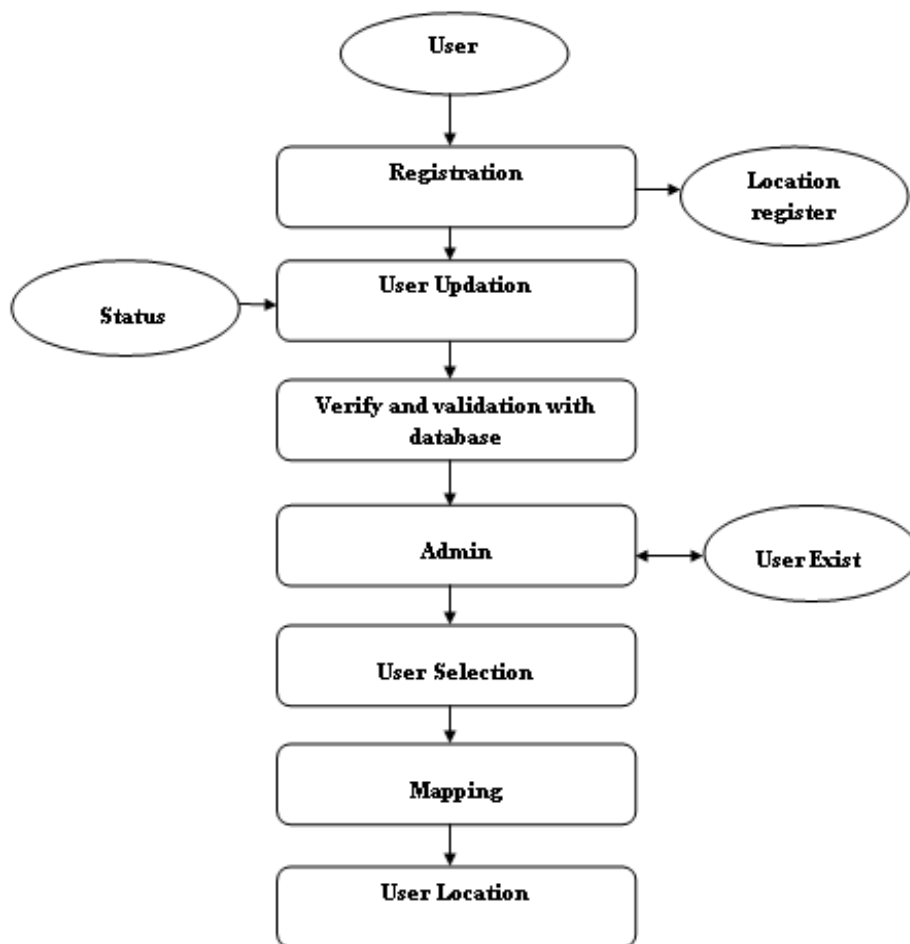 User
Registration
Location
register
User Updation
Status
Verify and validation with
database
Admin
User Exist
User Selection
Mapping
User Location